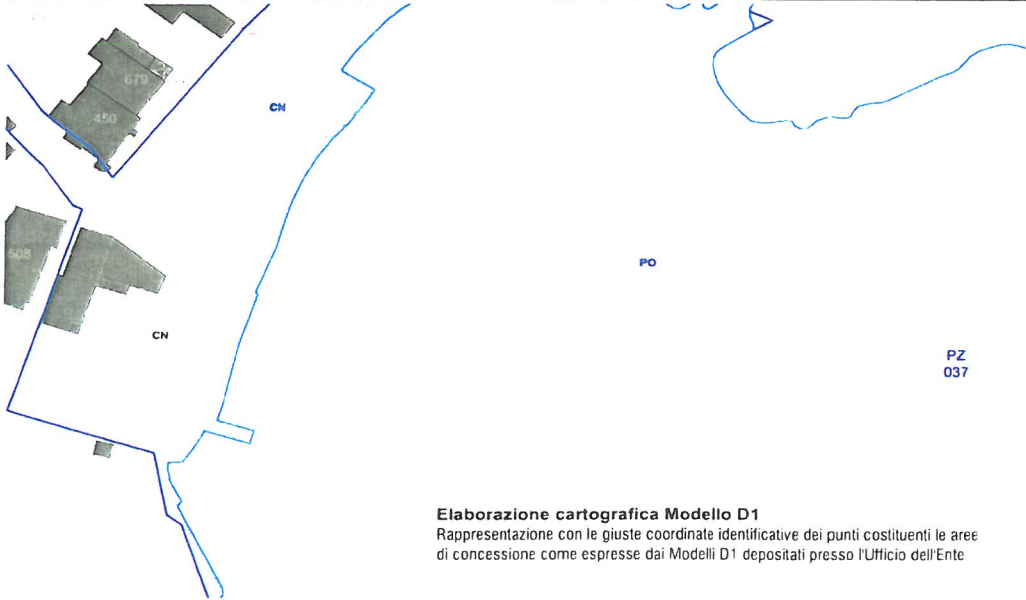 679
450
CN
508
PO
CN
PZ
037
Elaborazione cartografica Modello D1
Rappresentazione con le giuste coordinate identificative dei punti costituenti le aree
di concessione come espresse dai Modelli D1 depositati presso l'Ufficio dell'Ente